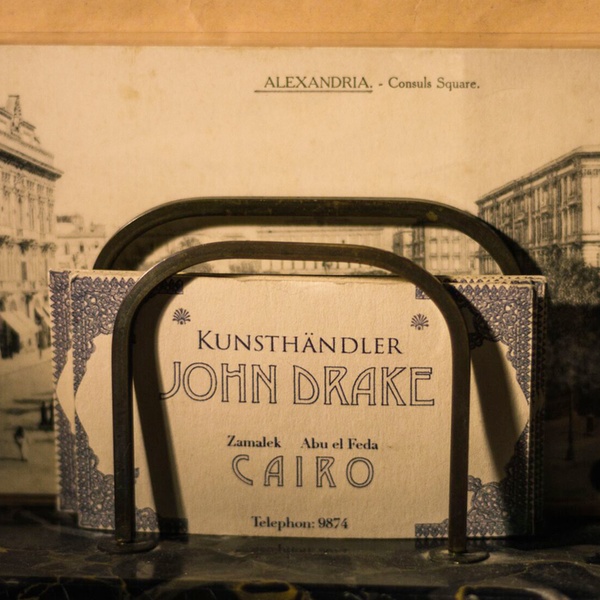 ALEXANDRIA. - Consuls Square.
KUNSTHÄNDLER
JOHN DRAKE
Zamalek Abu el Feda
CAIRO
Telephon: 9874